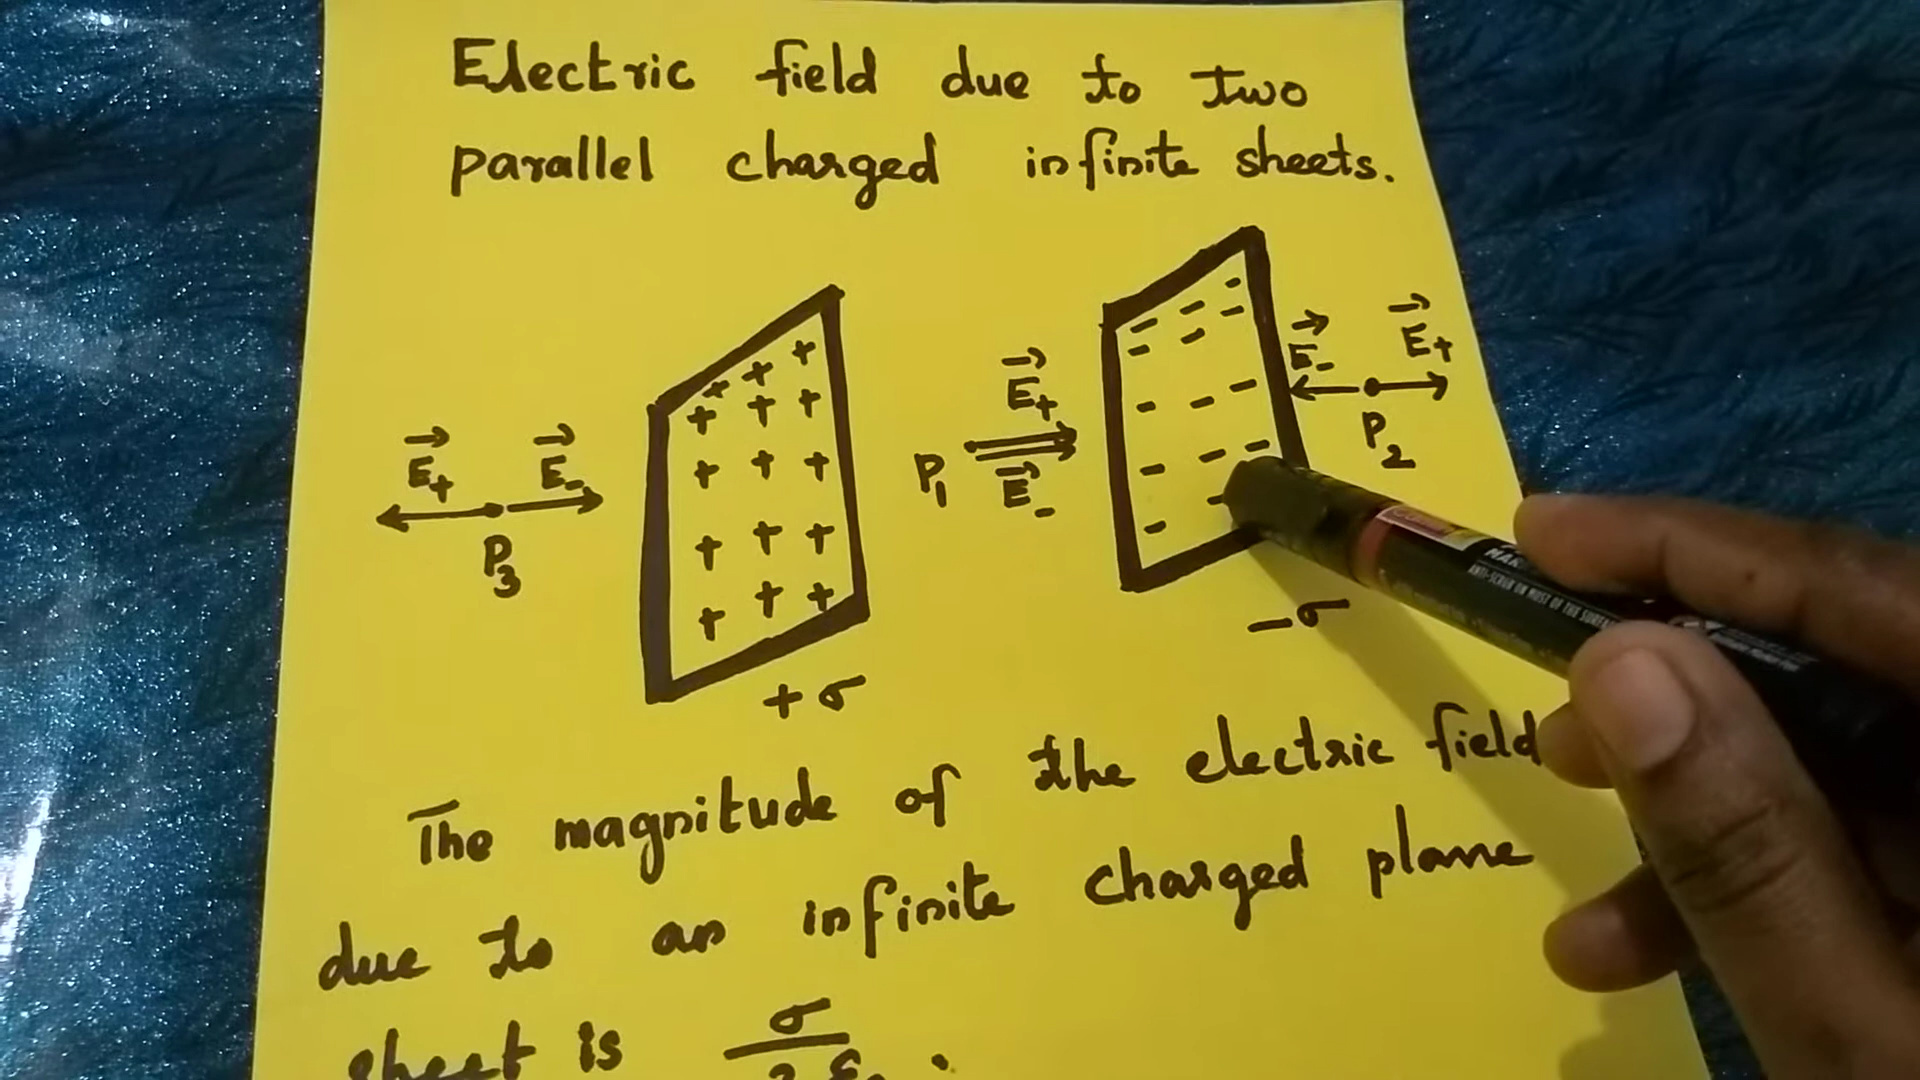 Electric field due to two
parallel charged infinite sheets.
+ + +
+ + +
+ + +
+ + +
+ + +
+σ
- - -
- - -
- - -
- - -
-
-σ
E₊ E₋
P₃
E₊
P₁
E₋
E₋ E₊
P₂
The magnitude of the electric field
due to an infinite charged plane
sheet is σ/2ε₀.